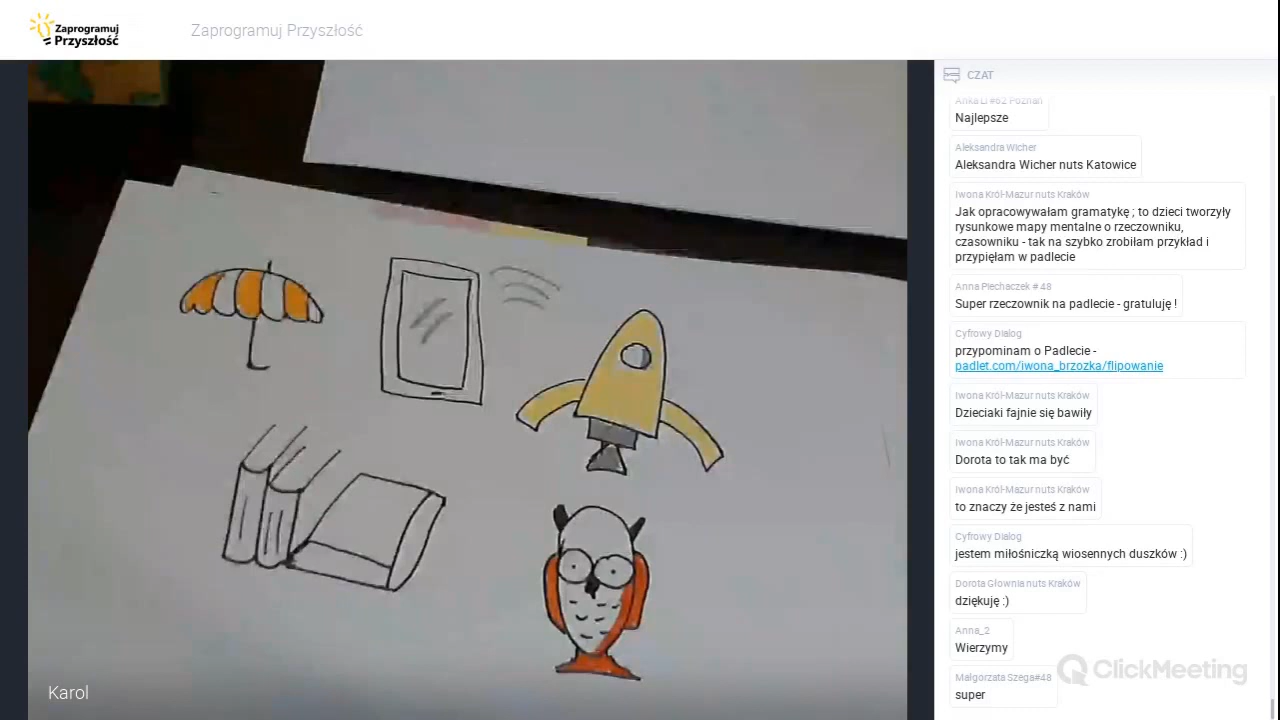 Zaprogramuj
Przyszłość
Zaprogramuj Przyszłość
CZAT
Anka Li #62 Poznań
Najlepsze
Aleksandra Wicher
Aleksandra Wicher nuts Katowice
Iwona Król-Mazur nuts Kraków
Jak opracowywałam gramatykę ; to dzieci tworzyły
rysunkowe mapy mentalne o rzeczowniku,
czasowniku - tak na szybko zrobiłam przykład i
przypięłam w padlecie
Anna Piechaczek # 48
Super rzeczownik na padlecie - gratuluję !
Cyfrowy Dialog
przypominam o Padlecie -
padlet.com/iwona_brzozka/flipowanie
Iwona Król-Mazur nuts Kraków
Dzieciaki fajnie się bawiły
Iwona Król-Mazur nuts Kraków
Dorota to tak ma być
Iwona Król-Mazur nuts Kraków
to znaczy że jesteś z nami
Cyfrowy Dialog
jestem miłośniczką wiosennych duszków :)
Dorota Głownia nuts Kraków
dziękuję :)
Anna_2
Wierzymy
Małgorzata Szega#48
super
ClickMeeting
Karol